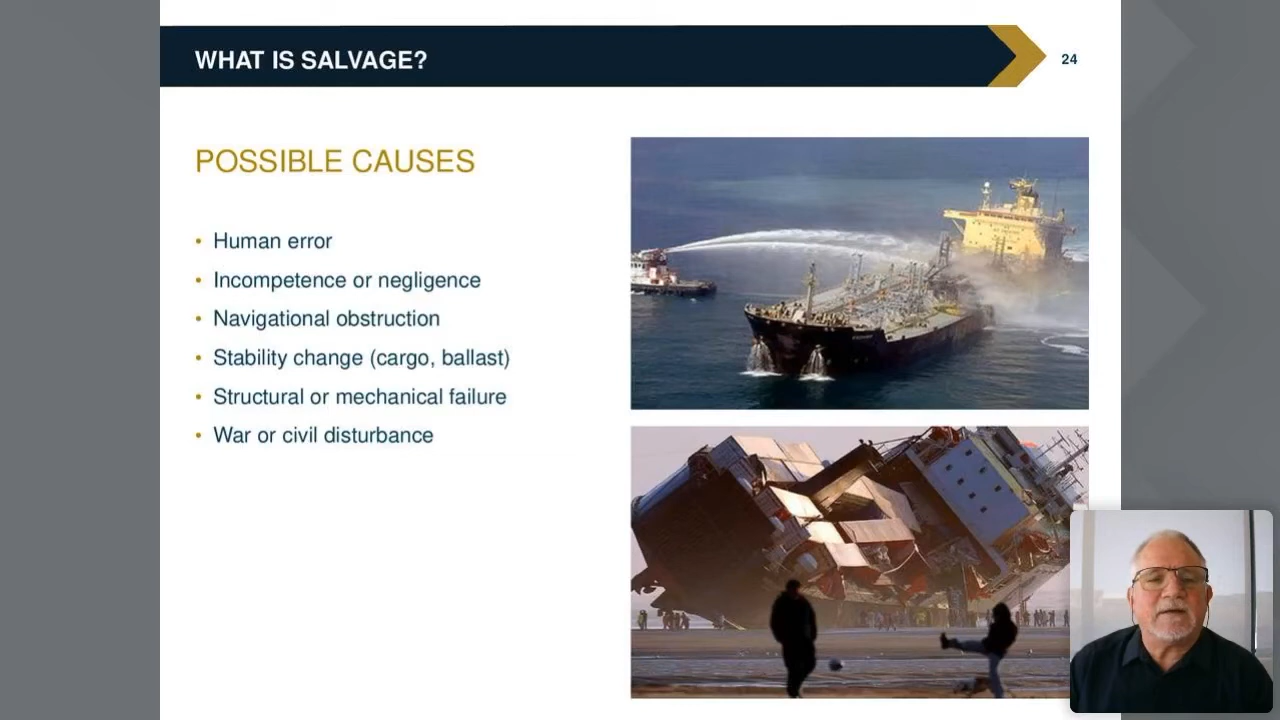 WHAT IS SALVAGE?
24
POSSIBLE CAUSES
• Human error
• Incompetence or negligence
• Navigational obstruction
• Stability change (cargo, ballast)
• Structural or mechanical failure
• War or civil disturbance